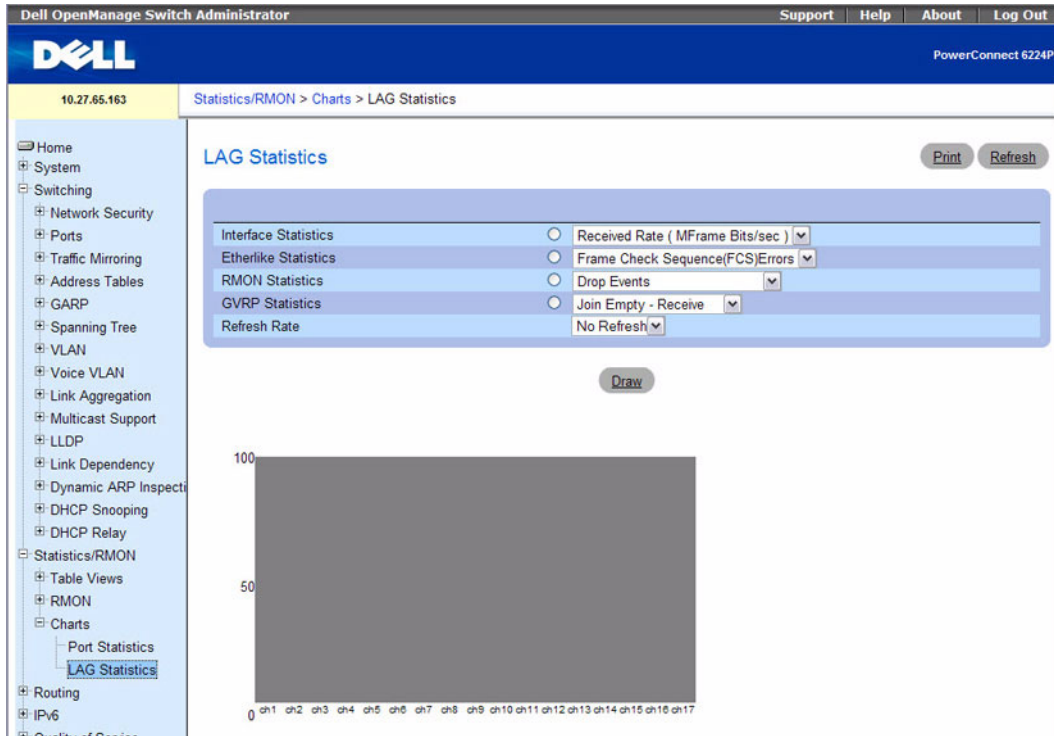 Dell OpenManage Switch Administrator
Support Help About Log Out
DELL
PowerConnect 6224P
10.27.65.163
Statistics/RMON > Charts > LAG Statistics
Home
System
Switching
Network Security
Ports
Traffic Mirroring
Address Tables
GARP
Spanning Tree
VLAN
Voice VLAN
Link Aggregation
Multicast Support
LLDP
Link Dependency
Dynamic ARP Inspecti
DHCP Snooping
DHCP Relay
Statistics/RMON
Table Views
RMON
Charts
Port Statistics
LAG Statistics
Routing
IPv6
Quality of Service
LAG Statistics
Print Refresh
Interface Statistics Received Rate ( MFrame Bits/sec )
Etherlike Statistics Frame Check Sequence(FCS)Errors
RMON Statistics Drop Events
GVRP Statistics Join Empty - Receive
Refresh Rate No Refresh
Draw
100
50
0
ch1 ch2 ch3 ch4 ch5 ch6 ch7 ch8 ch9 ch10 ch11 ch12 ch13 ch14 ch15 ch16 ch17